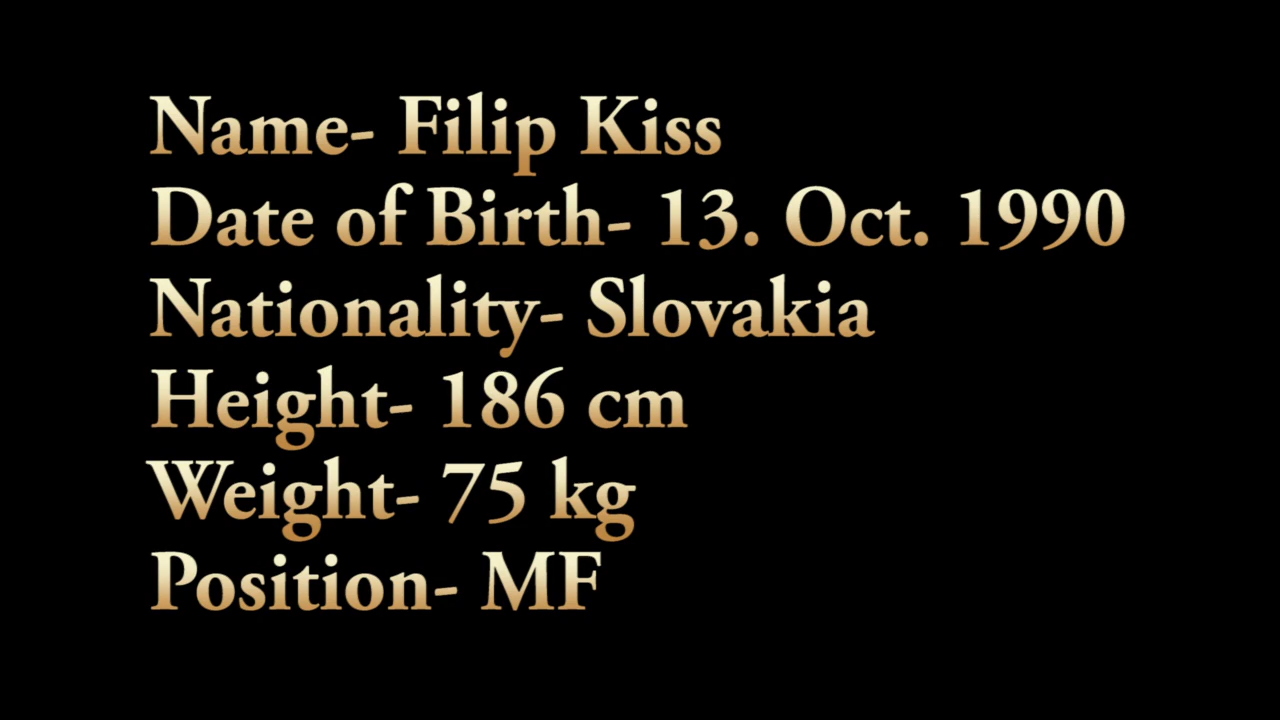 Name- Filip Kiss
Date of Birth- 13. Oct. 1990
Nationality- Slovakia
Height- 186 cm
Weight- 75 kg
Position- MF